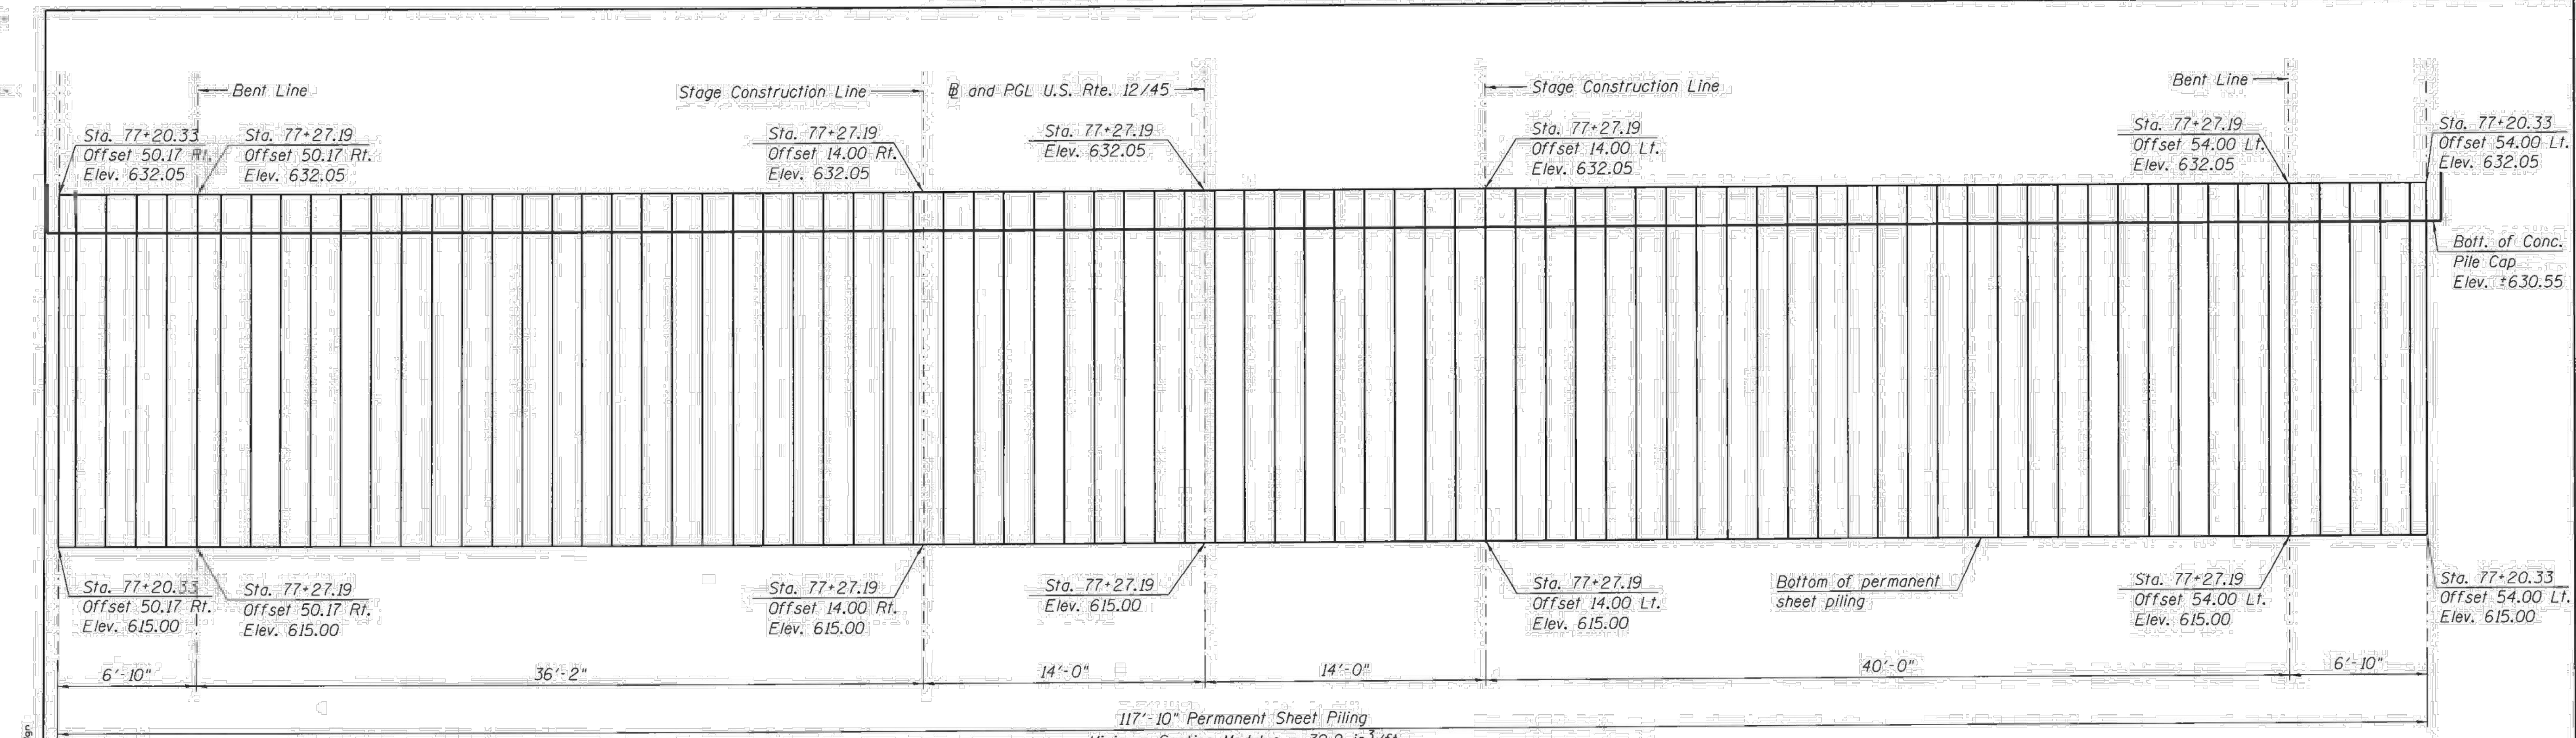 Bent Line
Stage Construction Line
℄ and PGL U.S. Rte. 12/45
Stage Construction Line
Bent Line
Sta. 77+20.33
Offset 50.17 Rt.
Elev. 632.05
Sta. 77+27.19
Offset 50.17 Rt.
Elev. 632.05
Sta. 77+27.19
Offset 14.00 Rt.
Elev. 632.05
Sta. 77+27.19
Elev. 632.05
Sta. 77+27.19
Offset 14.00 Lt.
Elev. 632.05
Sta. 77+27.19
Offset 54.00 Lt.
Elev. 632.05
Sta. 77+20.33
Offset 54.00 Lt.
Elev. 632.05
Bott. of Conc.
Pile Cap
Elev. ±630.55
Sta. 77+20.33
Offset 50.17 Rt.
Elev. 615.00
Sta. 77+27.19
Offset 50.17 Rt.
Elev. 615.00
Sta. 77+27.19
Offset 14.00 Rt.
Elev. 615.00
Sta. 77+27.19
Elev. 615.00
Sta. 77+27.19
Offset 14.00 Lt.
Elev. 615.00
Bottom of permanent
sheet piling
Sta. 77+27.19
Offset 54.00 Lt.
Elev. 615.00
Sta. 77+20.33
Offset 54.00 Lt.
Elev. 615.00
6'-10"
36'-2"
14'-0"
14'-0"
40'-0"
6'-10"
117'-10" Permanent Sheet Piling